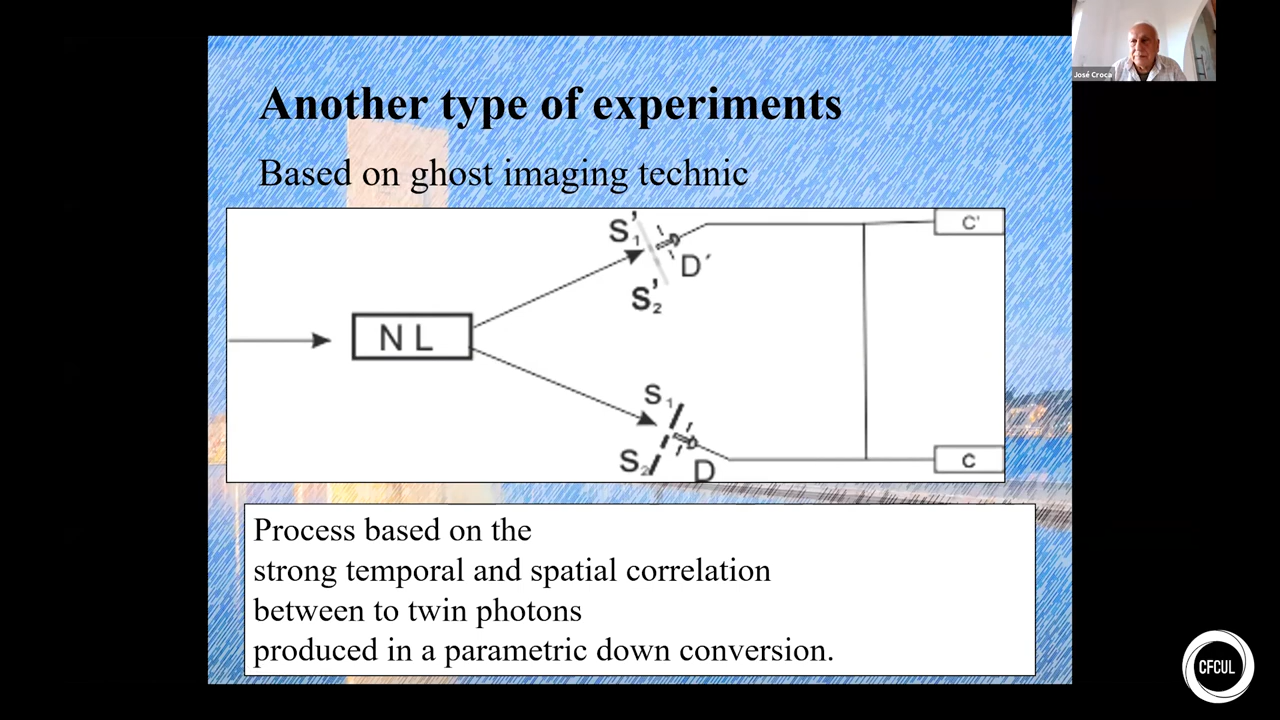 José Croca
Another type of experiments
Based on ghost imaging technic
S'1
D´
S'2
C'
N L
S1
S2
D
C
Process based on the
strong temporal and spatial correlation
between to twin photons
produced in a parametric down conversion.
CFCUL